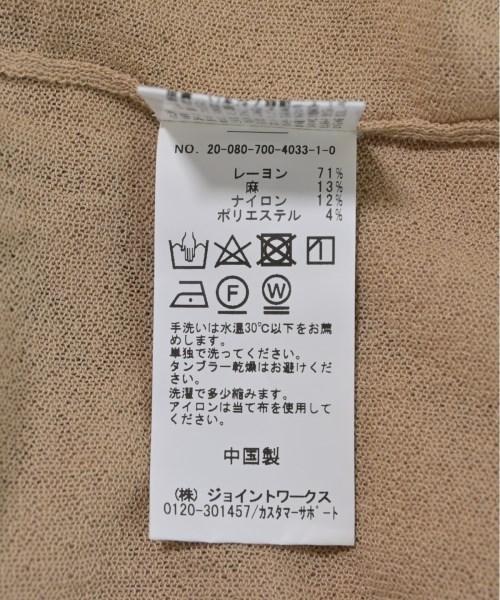 NO. 20-080-700-4033-1-0
レーヨン 71%
麻 13%
ナイロン 12%
ポリエステル 4%
F W
手洗いは水温30℃以下をお薦
めします。
単独で洗ってください。
タンブラー乾燥はお避けくだ
さい。
洗濯で多少縮みます。
アイロンは当て布を使用して
ください。
中国製
(株) ジョイントワークス
0120-301457/カスタマーサポート